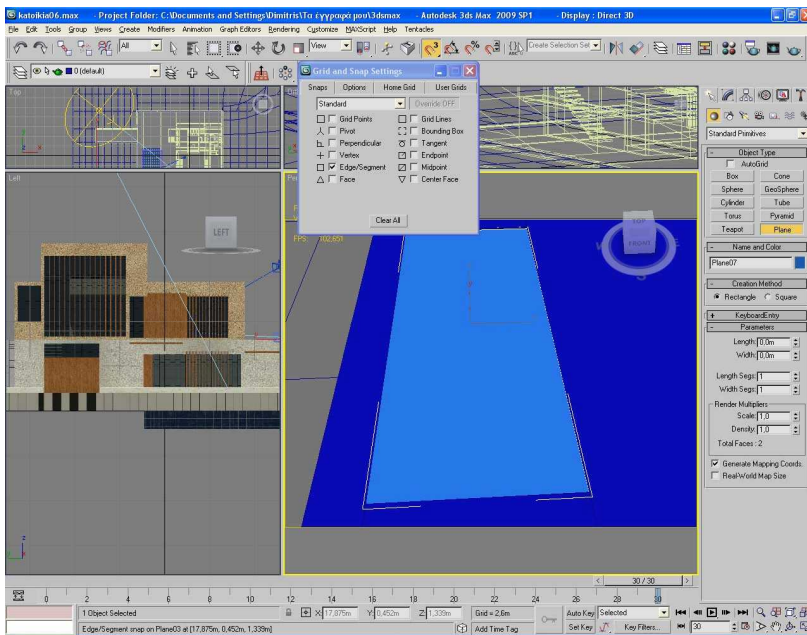 katoikia06.max - Project Folder: C:\Documents and Settings\Dimitris\Τα έγγραφά μου\3dsmax - Autodesk 3ds Max 2009 SP1 - Display : Direct 3D
File Edit Tools Group Views Create Modifiers Animation Graph Editors Rendering Customize MAXScript Help Tentacles
All View Create Selection Set
0 (default)
Grid and Snap Settings
Snaps Options Home Grid User Grids
Standard Override OFF
Grid Points Grid Lines
Pivot Bounding Box
Perpendicular Tangent
Vertex Endpoint
Edge/Segment Midpoint
Face Center Face
Clear All
Top
Left
LEFT
FPS: 102,651
TOP
FRONT
Standard Primitives
Object Type
AutoGrid
Box Cone
Sphere GeoSphere
Cylinder Tube
Torus Pyramid
Teapot Plane
Name and Color
Plane07
Creation Method
Rectangle Square
KeyboardEntry
Parameters
Length: 0,0m
Width: 0,0m
Length Segs: 1
Width Segs: 1
Render Multipliers
Scale: 1,0
Density: 1,0
Total Faces : 2
Generate Mapping Coords
Real-World Map Size
30 / 30
0 2 4 6 8 10 12 14 16 18 20 22 24 26 28 30
1 Object Selected X: 17,875m Y: 0,452m Z: 1,339m Grid = 2,6m Auto Key Selected
Edge/Segment snap on Plane03 at [17,875m, 0,452m, 1,339m] Add Time Tag Set Key Key Filters... 30